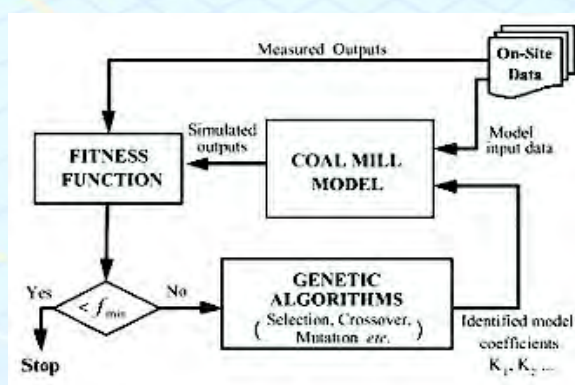 Measured Outputs
On-Site
Data
Simulated
outputs
Model
input data
FITNESS
FUNCTION
COAL MILL
MODEL
Yes
< fmin
No
GENETIC
ALGORITHMS
( Selection, Crossover,
Mutation etc. )
Identified model
coefficients
K1, K2 ...
Stop